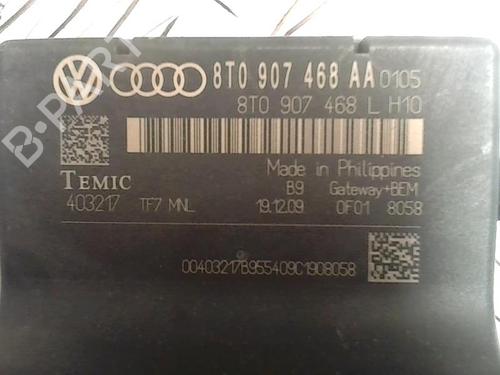 8T0 907 468 AA 0105
8T0 907 468 L H10
Made in Philippines
TEMIC B9 Gateway+BEM
403217 TF7 MNL 19.12.09 0F01 8058
00403217B955409C1908058
B-PARTS